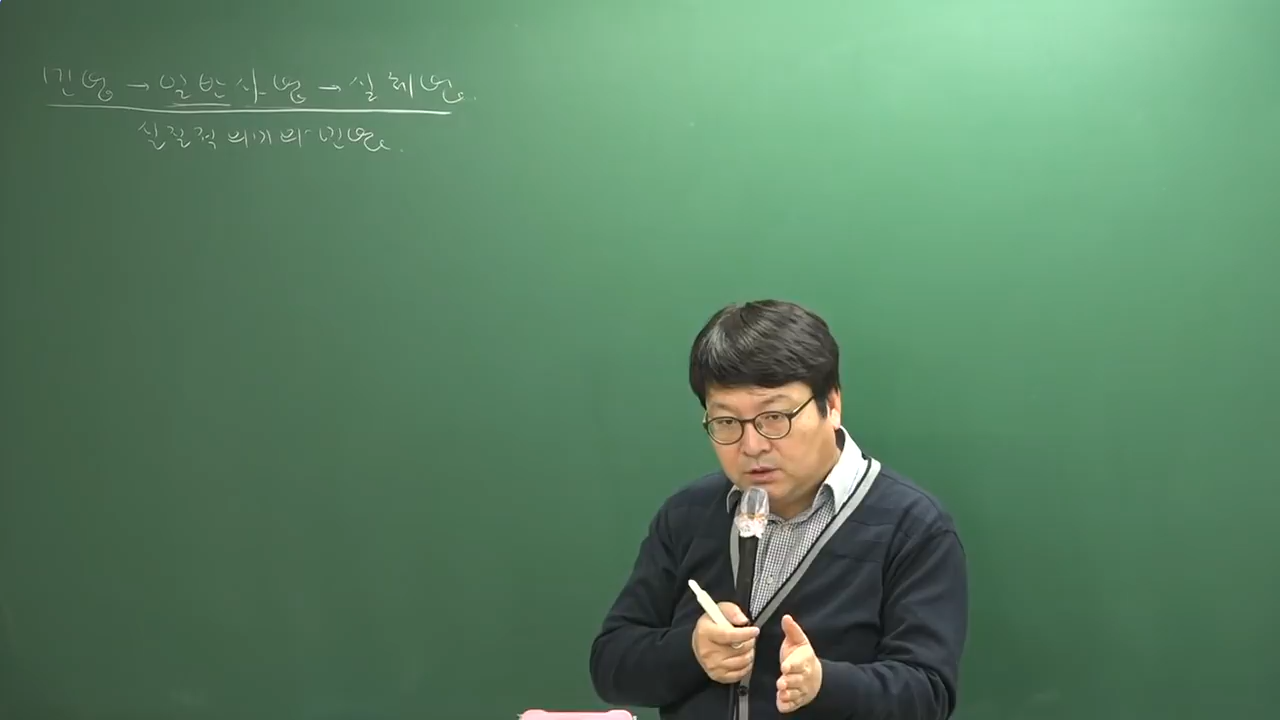 민법 → 일반사법 → 실체법.
실질적 의미의 민법.